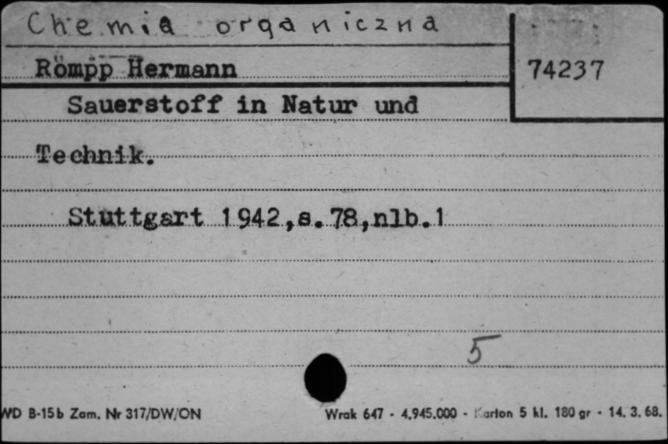 Chemia organiczna
Römpp Hermann
74237
Sauerstoff in Natur und
Technik.
Stuttgart 1942,s.78,nlb.1
5
WD B-15b Zam. Nr 317/DW/ON
Wrak 647 - 4,945.000 - Karton 5 kl. 180 gr - 14. 3. 68.